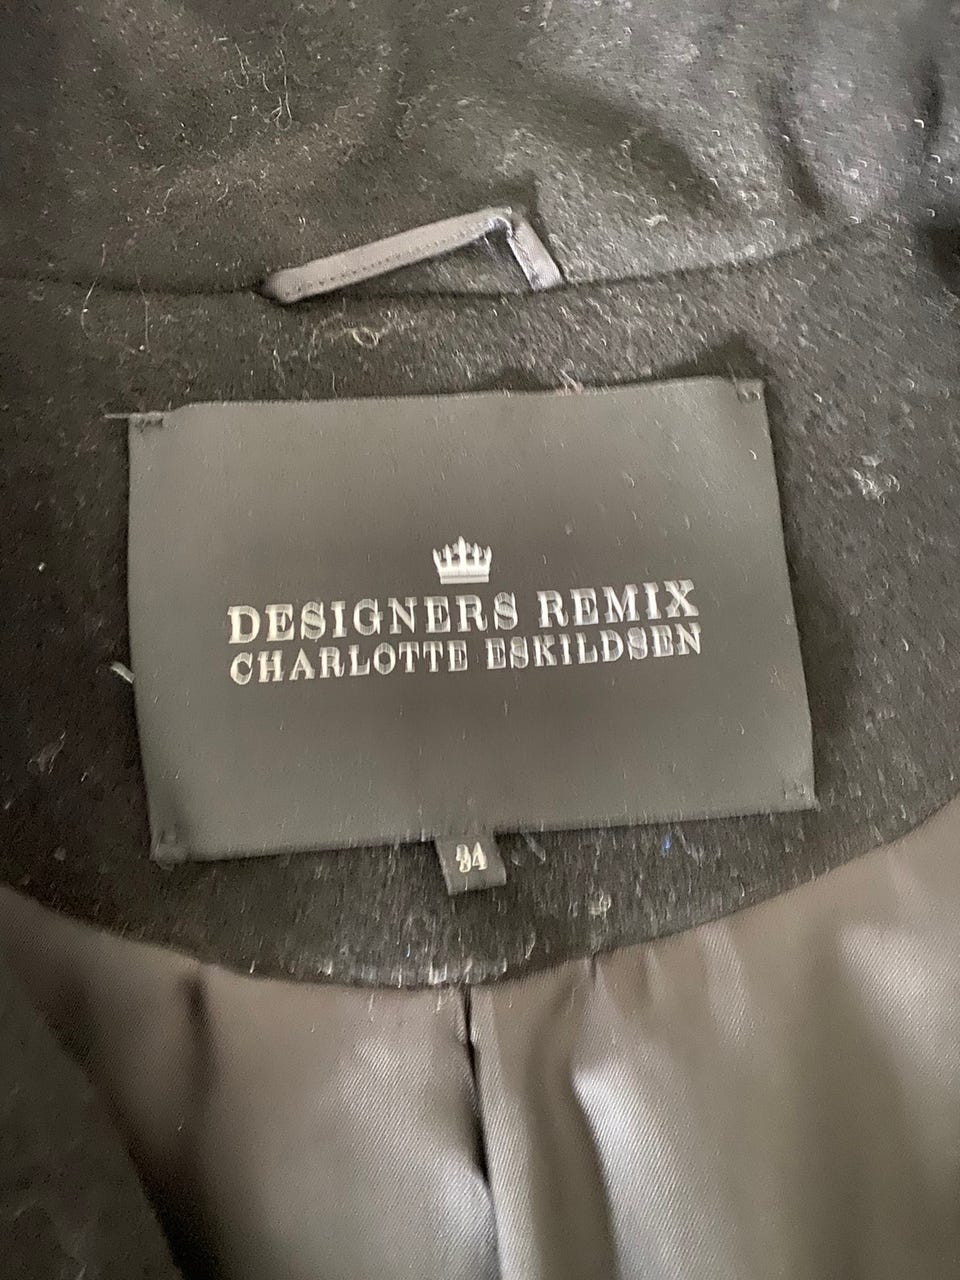 DESIGNERS REMIX
CHARLOTTE ESKILDSEN
34